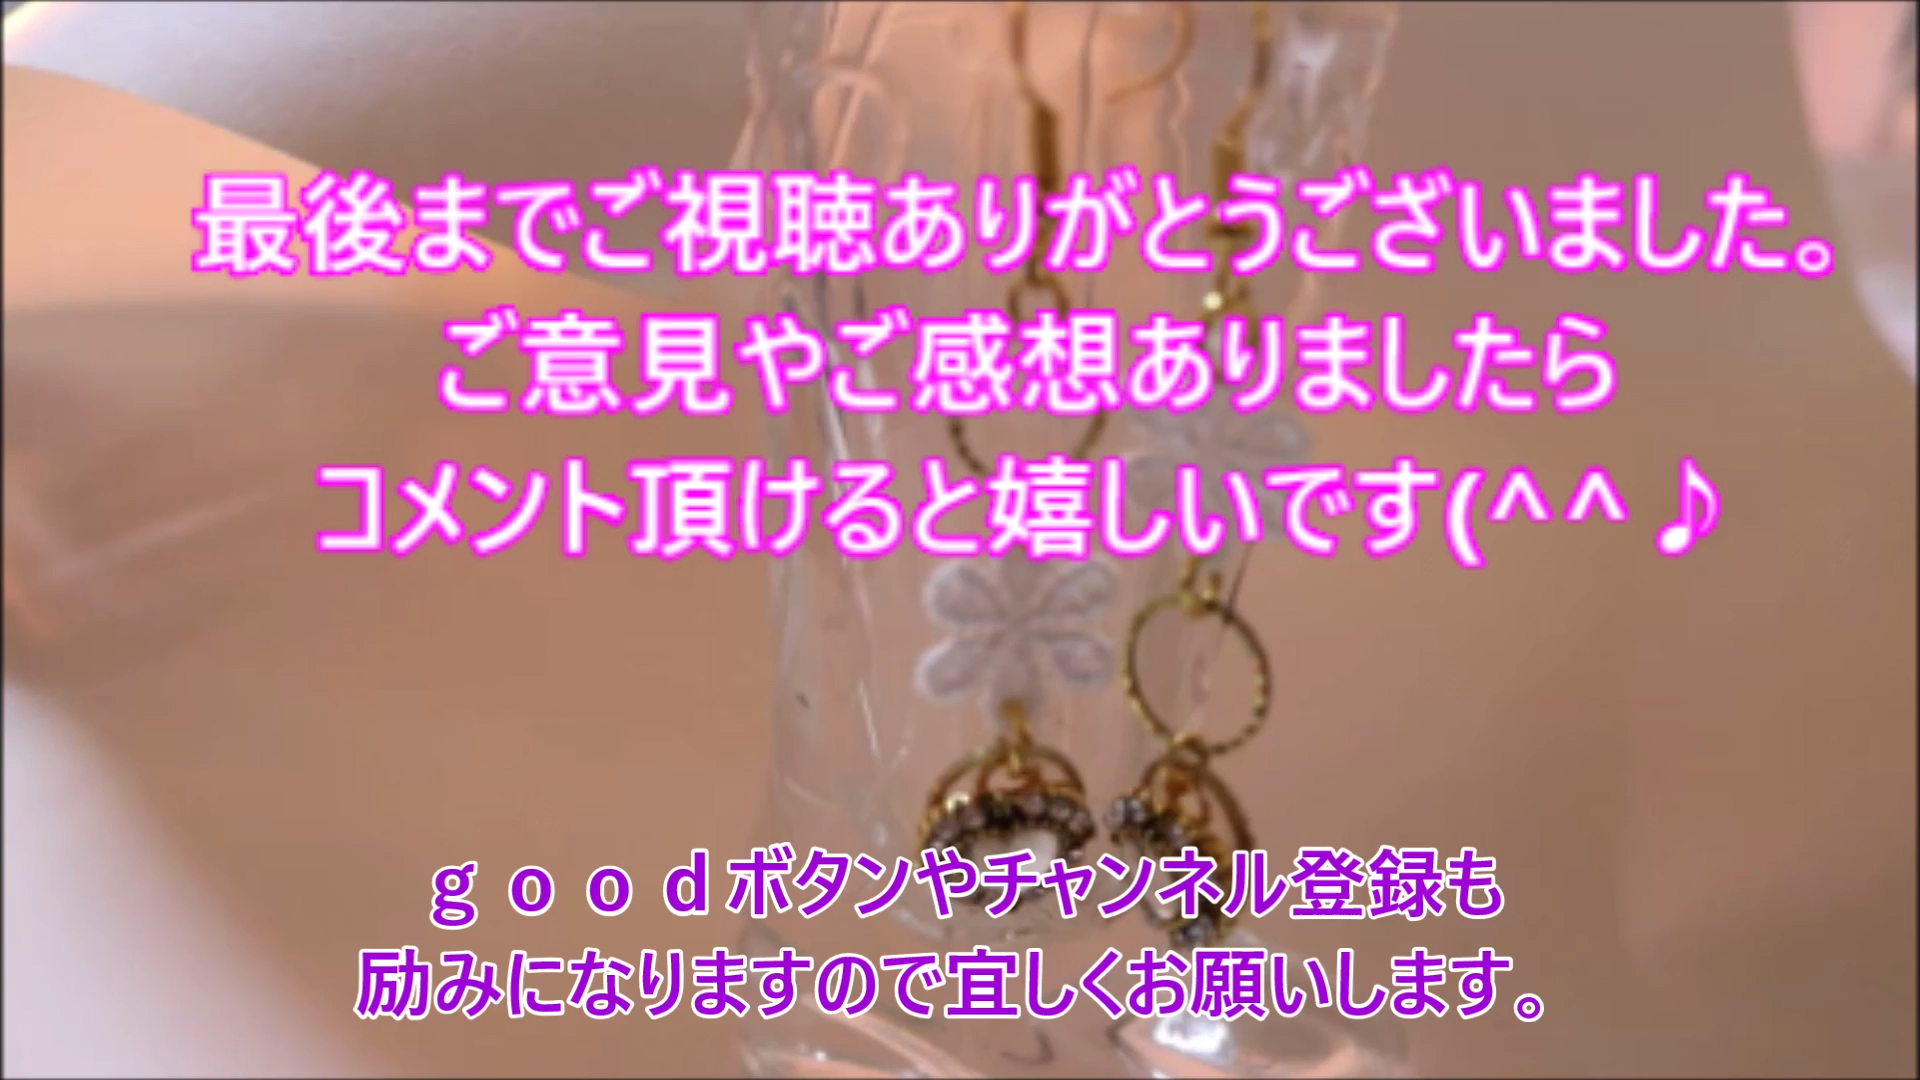 最後までご視聴ありがとうございました。
ご意見やご感想ありましたら
コメント頂けると嬉しいです(^^♪
ｇｏｏｄボタンやチャンネル登録も
励みになりますので宜しくお願いします。